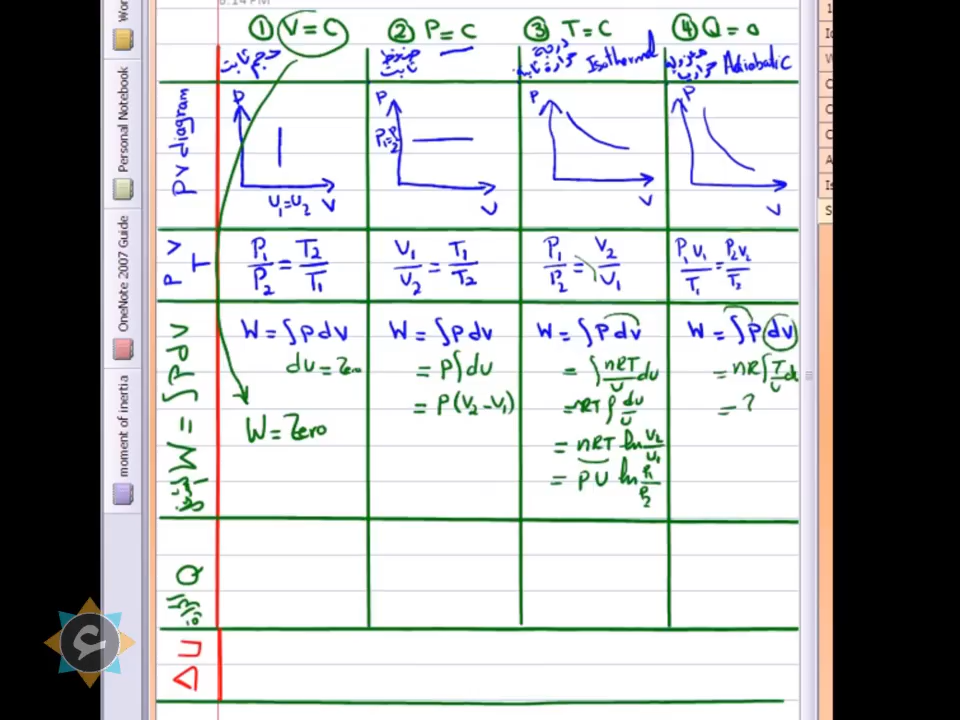 ① V = C ② P = C ③ T = C ④ Q = 0
حجم ثابت ضغط ثابت درجة حرارة ثابتة Isothermal Adiabatic
PV diagram
P V V₁=V₂
P P₁=P₂ V
P V
P V
P V T
P₁/P₂ = T₂/T₁ V₁/V₂ = T₁/T₂ P₁/P₂ = V₂/V₁ P₁V₁/T₁ = P₂V₂/T₂
W = ∫PdV
W = ∫PdV
dv = Zero
W = Zero
W = ∫PdV
= P∫dv
= P(V₂ - V₁)
W = ∫PdV
= ∫nRT/V dv
= nRT ∫dv/V
= nRT ln V₂/V₁
= PV ln P₁/P₂
W = ∫PdV
= nR∫T/V d
= ?
Q
ΔU
Personal Notebook
OneNote 2007 Guide
moment of inertia
ع